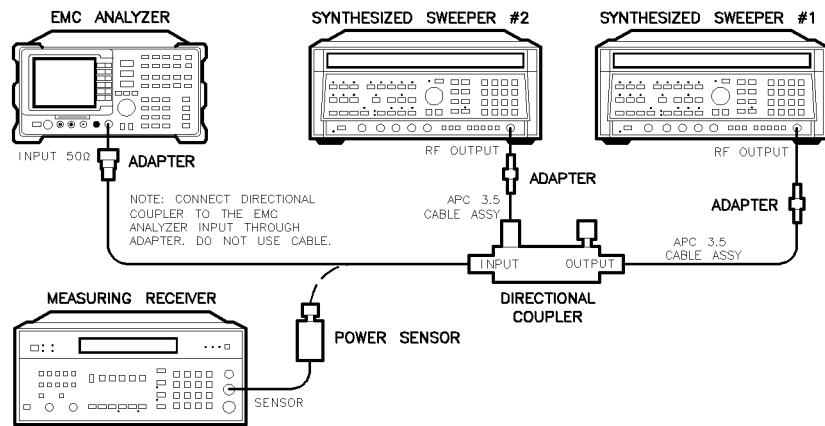 EMC ANALYZER
SYNTHESIZED SWEEPER #2
SYNTHESIZED SWEEPER #1
INPUT 50Ω
ADAPTER
RF OUTPUT
RF OUTPUT
ADAPTER
NOTE: CONNECT DIRECTIONAL
COUPLER TO THE EMC
ANALYZER INPUT THROUGH
ADAPTER. DO NOT USE CABLE.
APC 3.5
CABLE ASSY
ADAPTER
APC 3.5
CABLE ASSY
INPUT
OUTPUT
DIRECTIONAL
COUPLER
MEASURING RECEIVER
POWER SENSOR
SENSOR